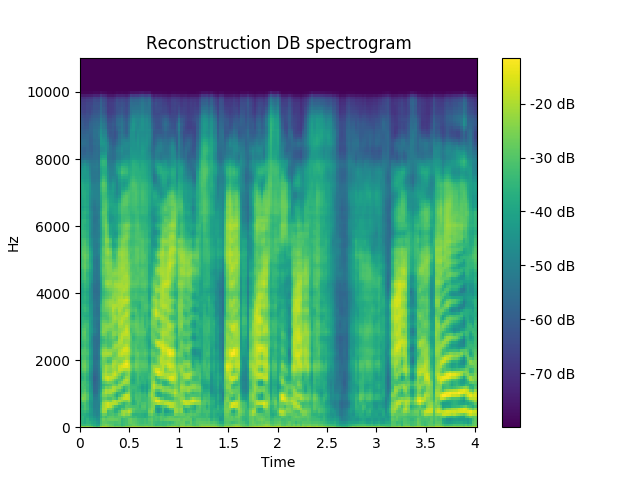 Reconstruction DB spectrogram
10000
8000
6000
4000
2000
0
Hz
0 0.5 1 1.5 2 2.5 3 3.5 4
Time
-20 dB
-30 dB
-40 dB
-50 dB
-60 dB
-70 dB